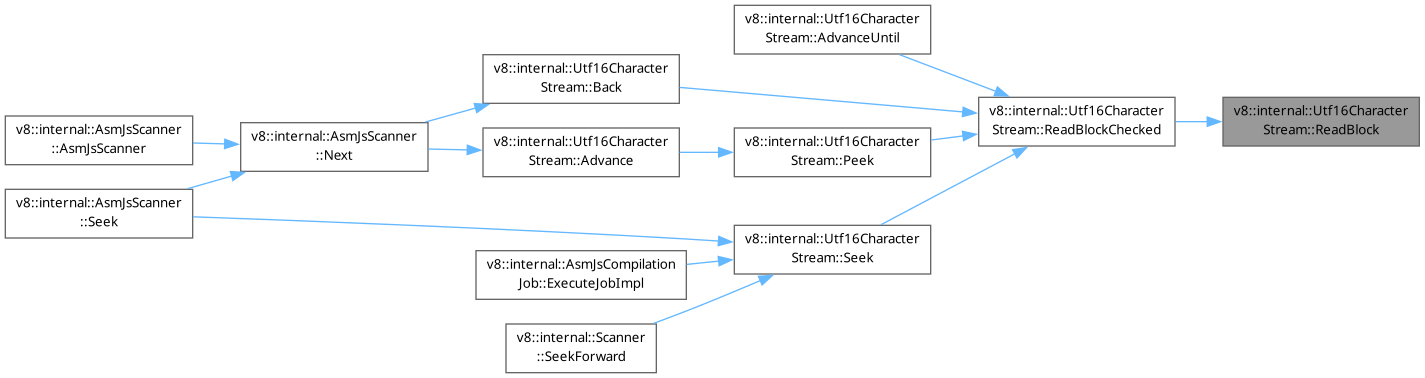 v8::internal::Utf16Character
Stream::AdvanceUntil
v8::internal::Utf16Character
Stream::Back
v8::internal::Utf16Character
Stream::ReadBlockChecked
v8::internal::Utf16Character
Stream::ReadBlock
v8::internal::AsmJsScanner
::AsmJsScanner
v8::internal::AsmJsScanner
::Next
v8::internal::Utf16Character
Stream::Advance
v8::internal::Utf16Character
Stream::Peek
v8::internal::AsmJsScanner
::Seek
v8::internal::Utf16Character
Stream::Seek
v8::internal::AsmJsCompilation
Job::ExecuteJobImpl
v8::internal::Scanner
::SeekForward